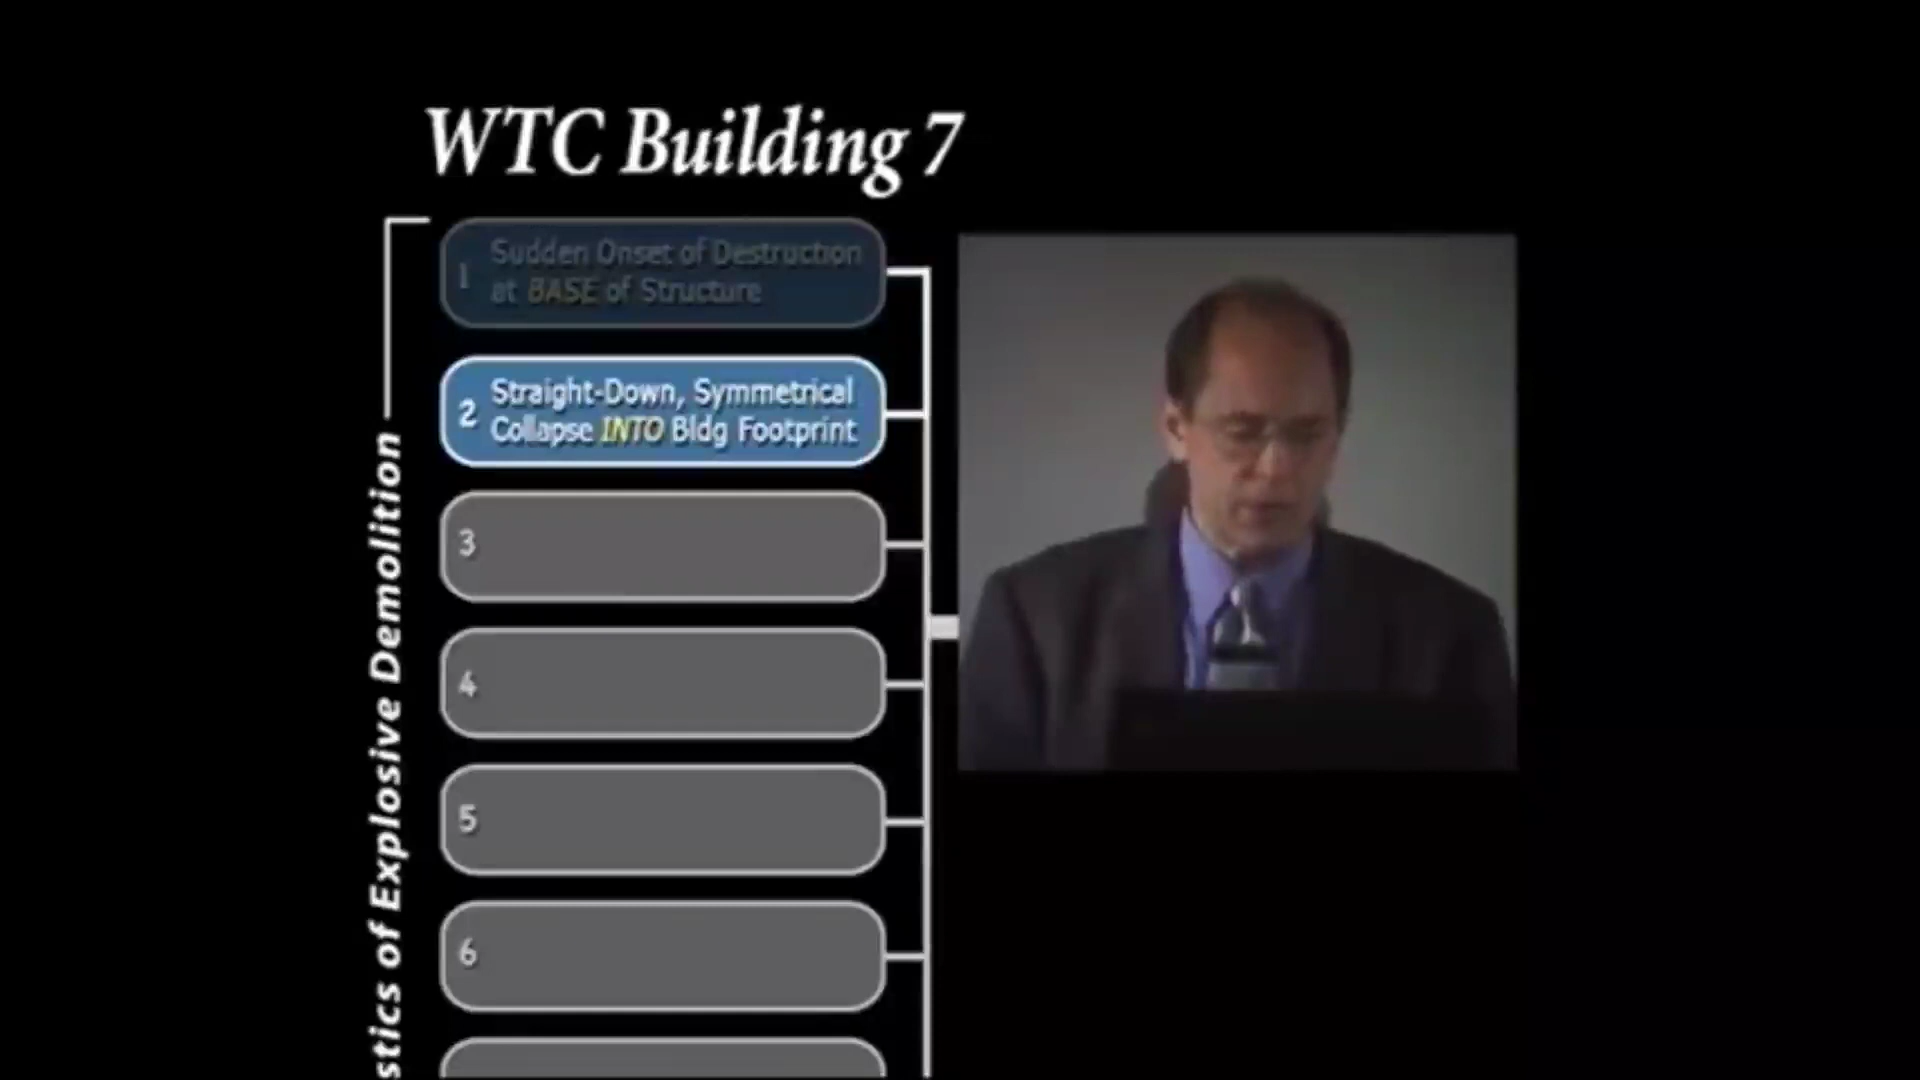 WTC Building 7
1 Sudden Onset of Destruction
at BASE of Structure
2 Straight-Down, Symmetrical
Collapse INTO Bldg Footprint
3
4
5
6
stics of Explosive Demolition